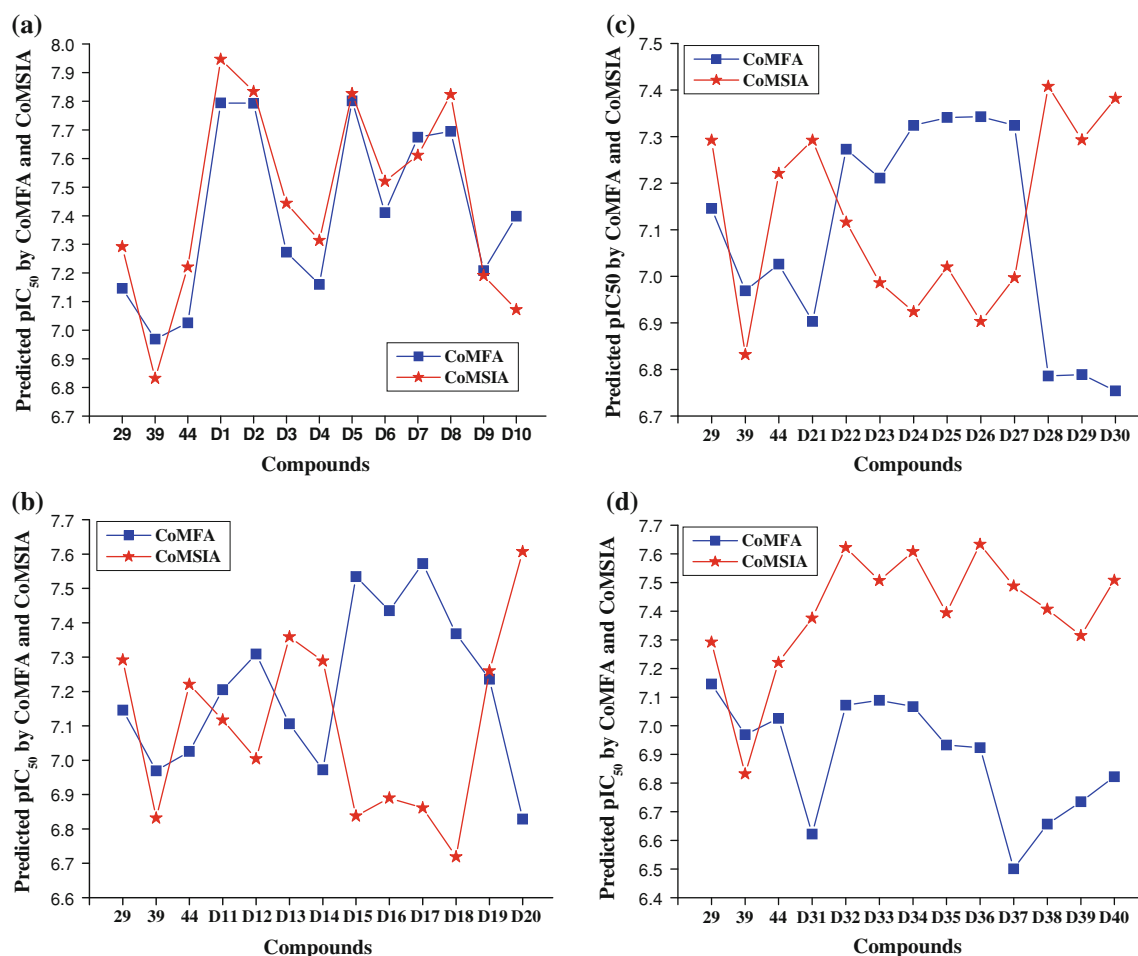 (a)
Predicted pIC50 by CoMFA and CoMSIA
8.0
7.9
7.8
7.7
7.6
7.5
7.4
7.3
7.2
7.1
7.0
6.9
6.8
6.7
CoMFA
CoMSIA
29 39 44 D1 D2 D3 D4 D5 D6 D7 D8 D9 D10
Compounds
(c)
Predicted pIC50 by CoMFA and CoMSIA
7.5
7.4
7.3
7.2
7.1
7.0
6.9
6.8
6.7
CoMFA
CoMSIA
29 39 44 D21 D22 D23 D24 D25 D26 D27 D28 D29 D30
Compounds
(b)
Predicted pIC50 by CoMFA and CoMSIA
7.7
7.6
7.5
7.4
7.3
7.2
7.1
7.0
6.9
6.8
6.7
6.6
CoMFA
CoMSIA
29 39 44 D11 D12 D13 D14 D15 D16 D17 D18 D19 D20
Compounds
(d)
Predicted pIC50 by CoMFA and CoMSIA
7.7
7.6
7.5
7.4
7.3
7.2
7.1
7.0
6.9
6.8
6.7
6.6
6.5
6.4
CoMFA
CoMSIA
29 39 44 D31 D32 D33 D34 D35 D36 D37 D38 D39 D40
Compounds